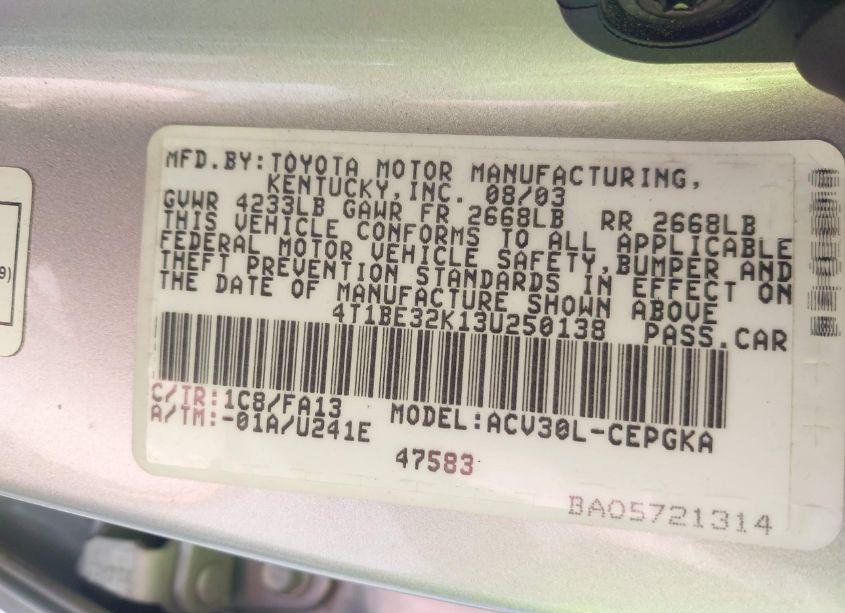 MFD.BY:TOYOTA MOTOR MANUFACTURING,
KENTUCKY,INC. 08/03
GVWR 4233LB GAWR FR 2668LB RR 2668LB
THIS VEHICLE CONFORMS TO ALL APPLICABLE
FEDERAL MOTOR VEHICLE SAFETY,BUMPER AND
THEFT PREVENTION STANDARDS IN EFFECT ON
THE DATE OF MANUFACTURE SHOWN ABOVE
4T1BE32K13U250138 PASS.CAR
C/TR:1C8/FA13 MODEL:ACV30L-CEPGKA
A/TM:-01A/U241E
47583
BA05721314
9)